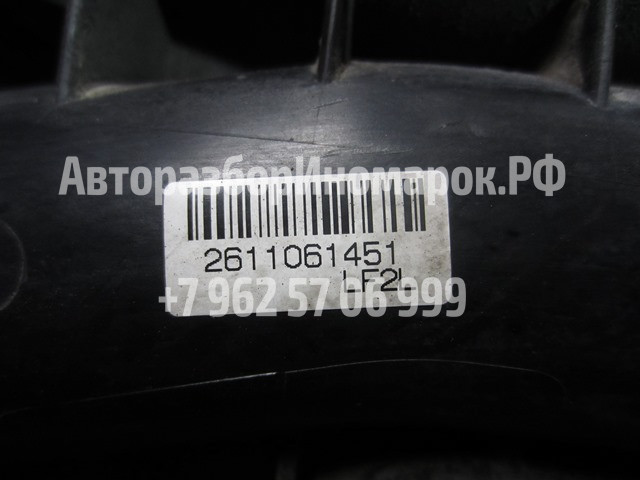 АвторазборИномарок.РФ
2611061451
LF2L
+7 962 57 06 999